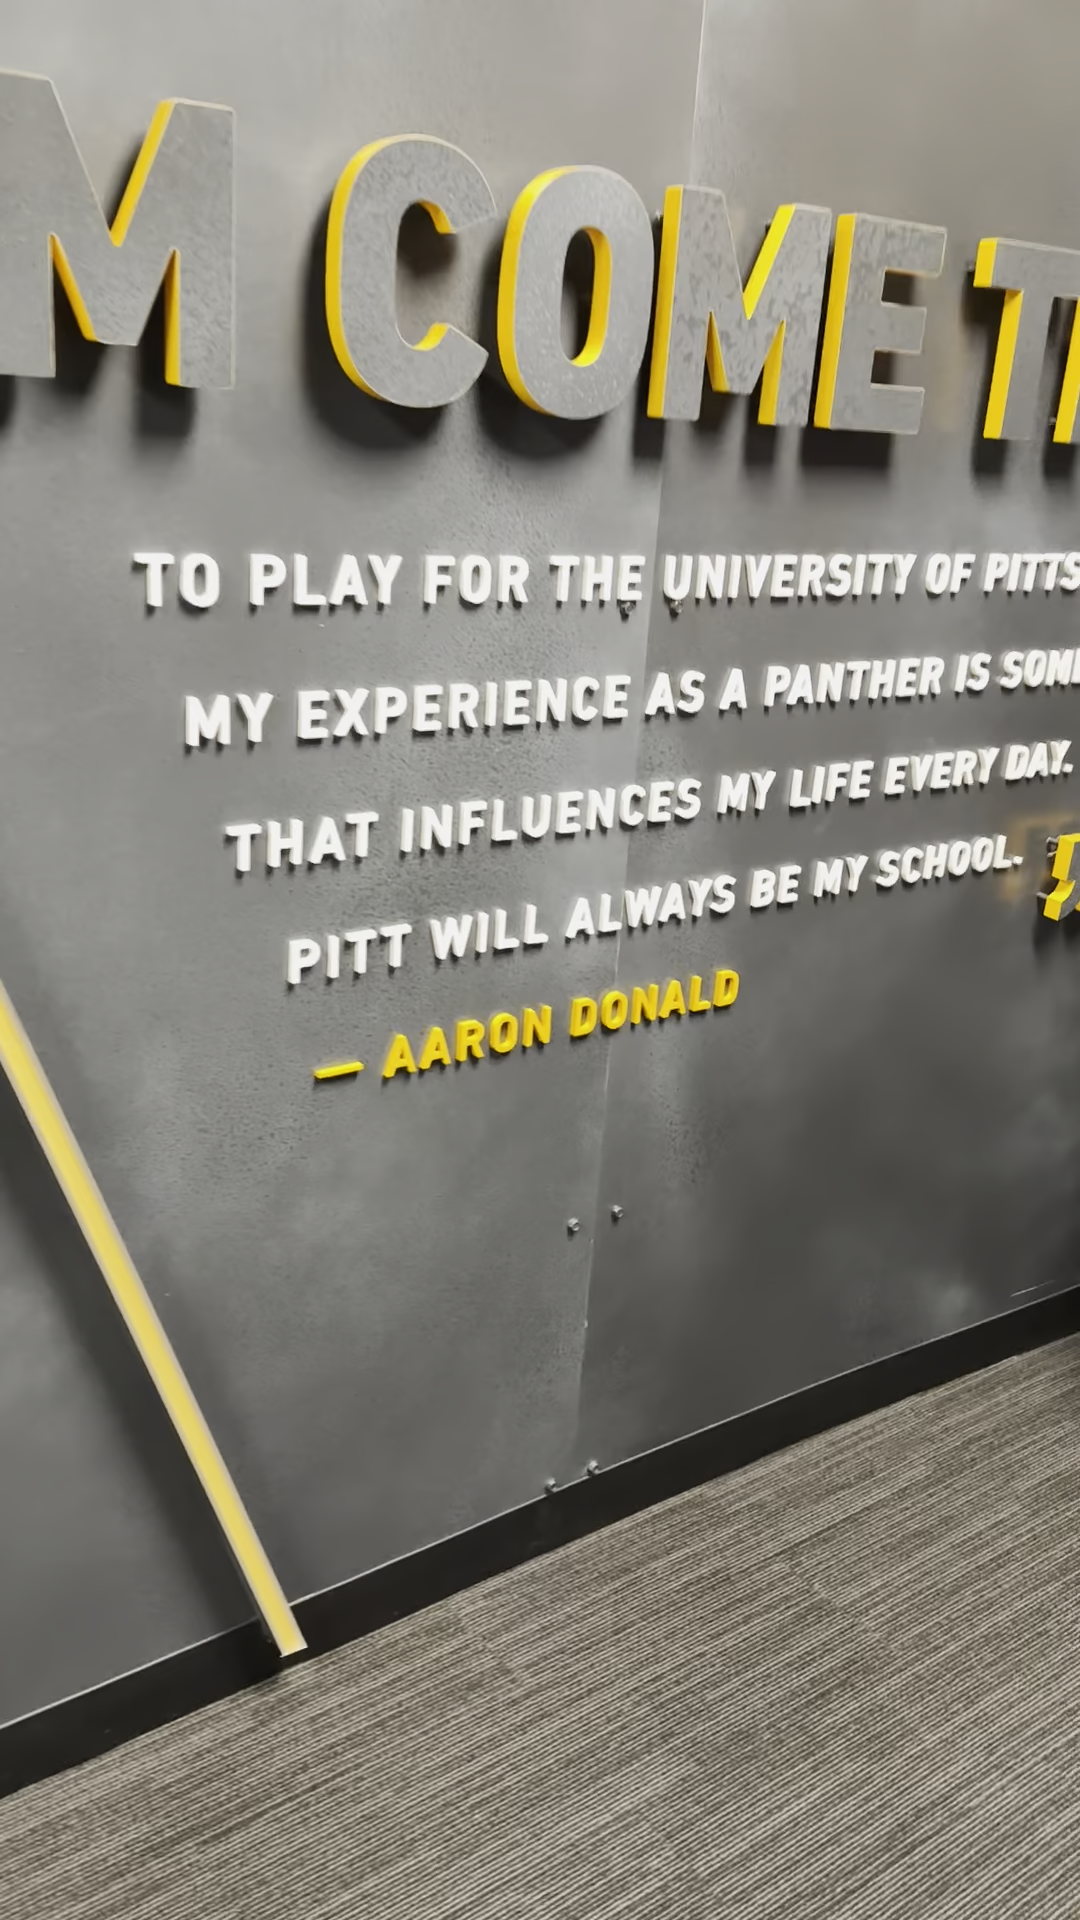 M COME T
TO PLAY FOR THE UNIVERSITY OF PITTS
MY EXPERIENCE AS A PANTHER IS SOME
THAT INFLUENCES MY LIFE EVERY DAY.
PITT WILL ALWAYS BE MY SCHOOL. ”
— AARON DONALD